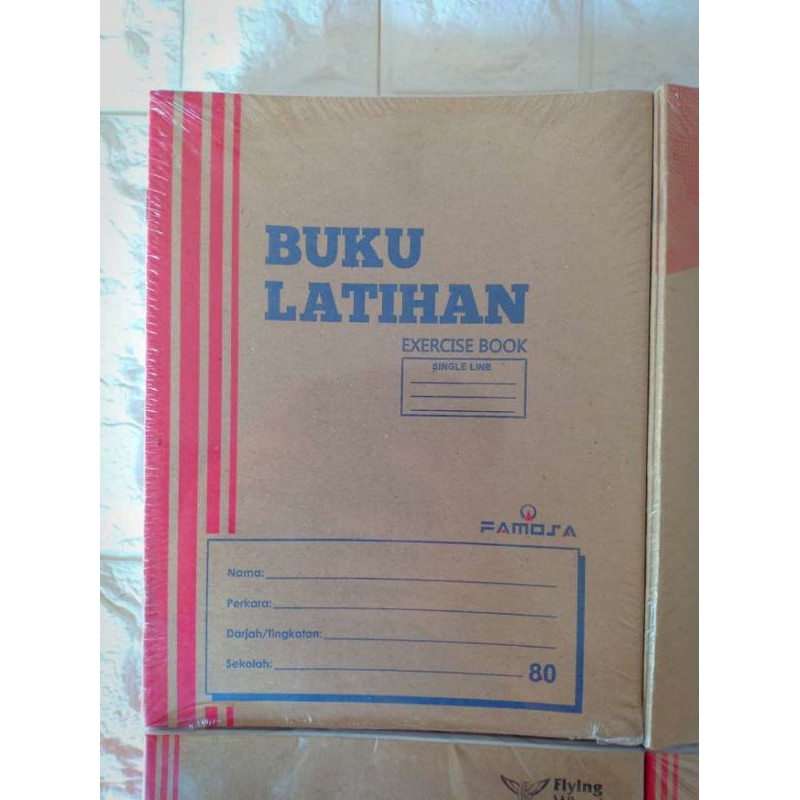 BUKU
LATIHAN
EXERCISE BOOK
SINGLE LINE
FAMOSA
Nama:
Perkara:
Darjah/Tingkatan:
Sekolah:
80
Flying